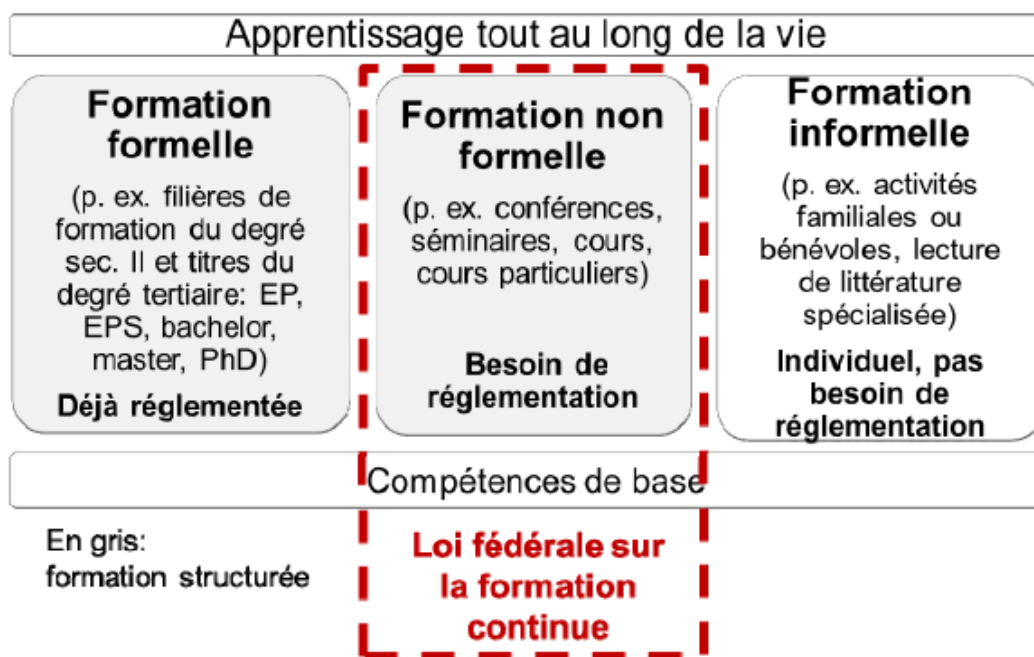 Apprentissage tout au long de la vie
Formation
formelle
(p. ex. filières de
formation du degré
sec. II et titres du
degré tertiaire: EP,
EPS, bachelor,
master, PhD)
Déjà réglementée
Formation non
formelle
(p. ex. conférences,
séminaires, cours,
cours particuliers)
Besoin de
réglementation
Formation
informelle
(p. ex. activités
familiales ou
bénévoles, lecture
de littérature
spécialisée)
Individuel, pas
besoin de
réglementation
Compétences de base
En gris:
formation structurée
Loi fédérale sur
la formation
continue